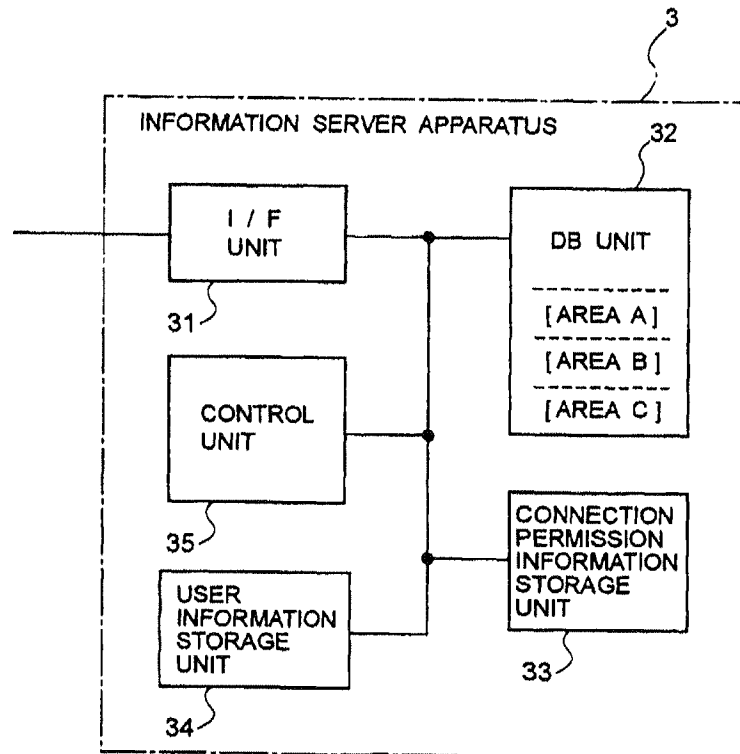 3
INFORMATION SERVER APPARATUS
32
I / F
UNIT
31
DB UNIT
[AREA A]
[AREA B]
[AREA C]
CONTROL
UNIT
35
CONNECTION
PERMISSION
INFORMATION
STORAGE
UNIT
33
USER
INFORMATION
STORAGE
UNIT
34